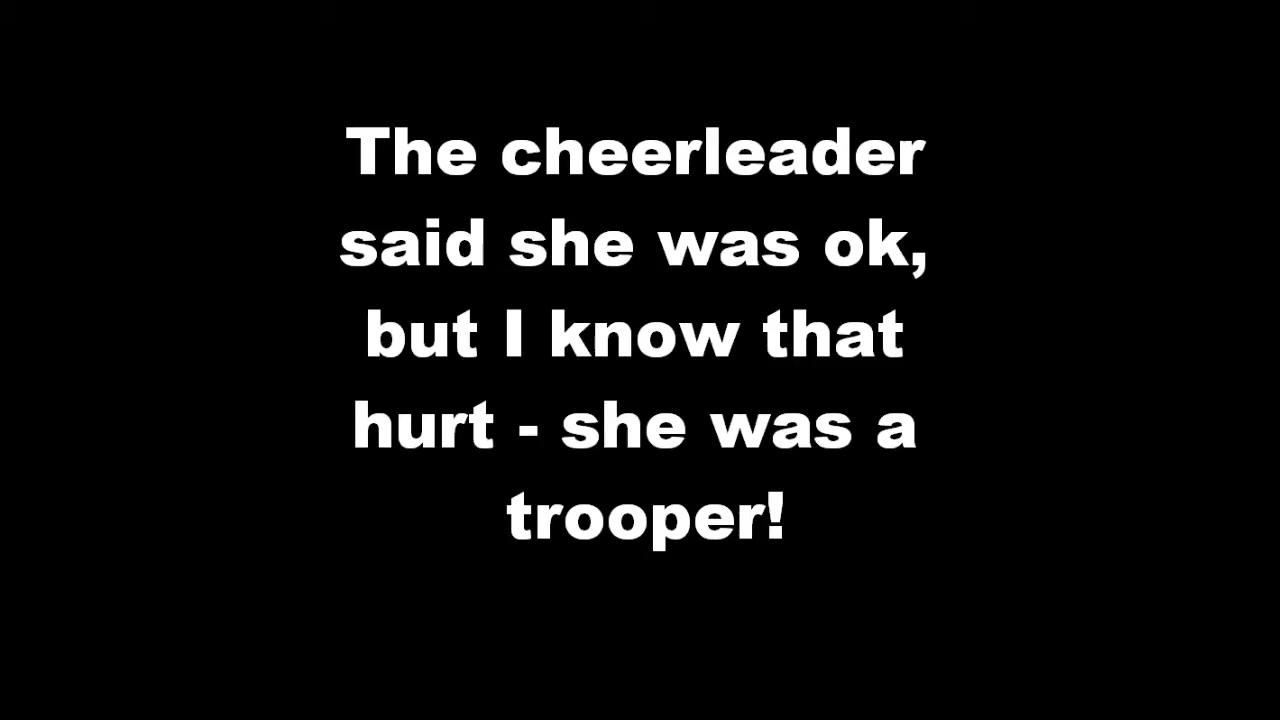 The cheerleader
said she was ok,
but I know that
hurt - she was a
trooper!